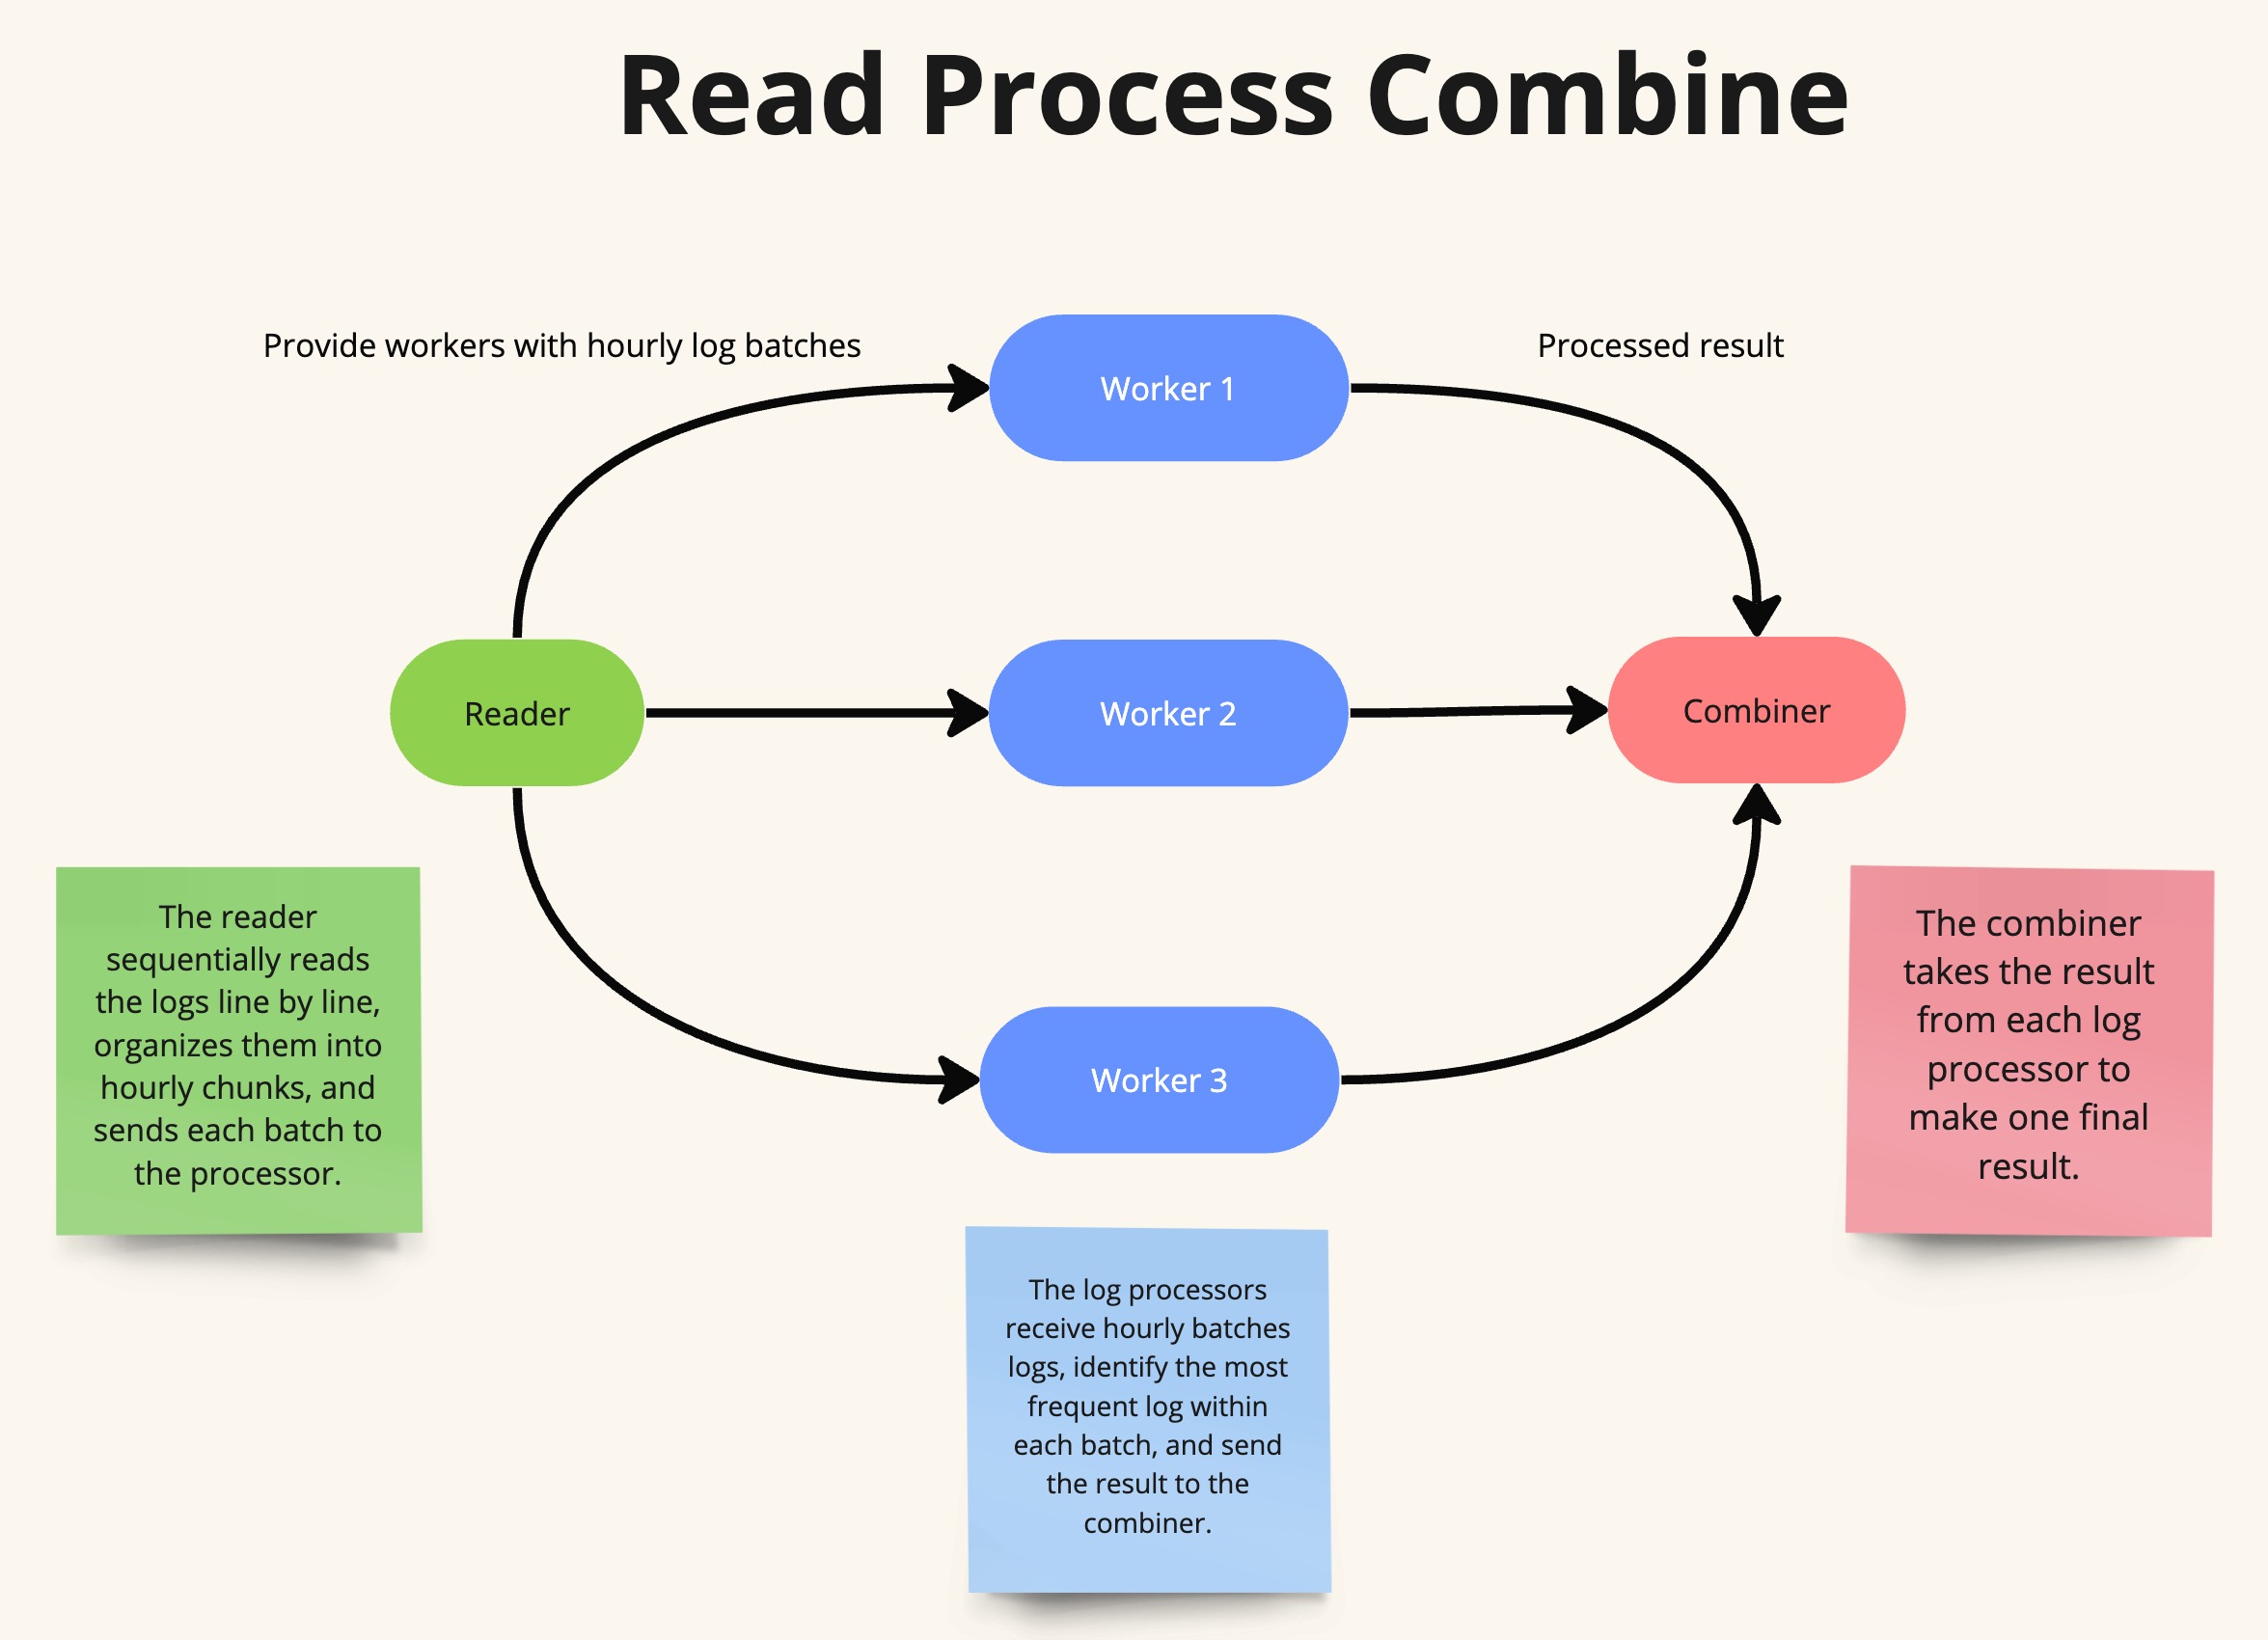 Read Process Combine
Provide workers with hourly log batches
Processed result
Worker 1
Reader
Worker 2
Combiner
Worker 3
The reader
sequentially reads
the logs line by line,
organizes them into
hourly chunks, and
sends each batch to
the processor.
The combiner
takes the result
from each log
processor to
make one final
result.
The log processors
receive hourly batches
logs, identify the most
frequent log within
each batch, and send
the result to the
combiner.